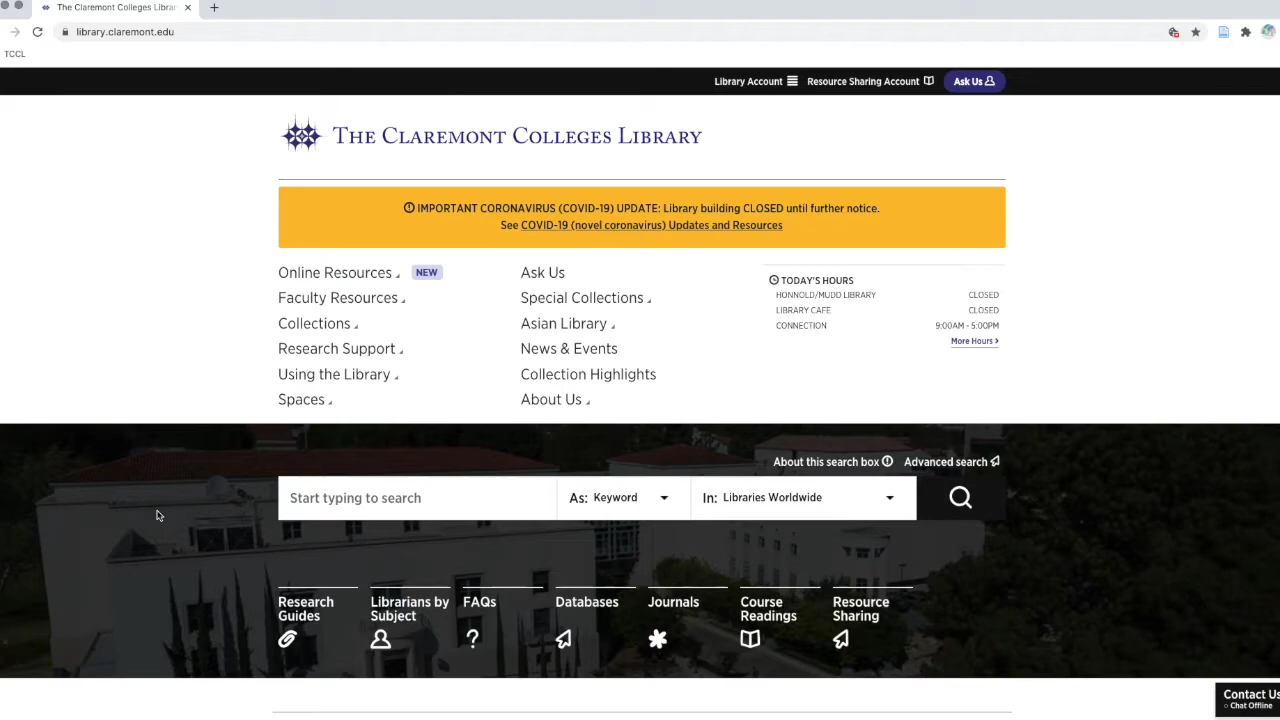 The Claremont Colleges Librar
library.claremont.edu
TCCL
Library Account
Resource Sharing Account
Ask Us
THE CLAREMONT COLLEGES LIBRARY
IMPORTANT CORONAVIRUS (COVID-19) UPDATE: Library building CLOSED until further notice.
See COVID-19 (novel coronavirus) Updates and Resources
Online Resources NEW
Faculty Resources
Collections
Research Support
Using the Library
Spaces
Ask Us
Special Collections
Asian Library
News & Events
Collection Highlights
About Us
TODAY'S HOURS
HONNOLD/MUDD LIBRARY CLOSED
LIBRARY CAFE CLOSED
CONNECTION 9:00AM - 5:00PM
More Hours
About this search box
Advanced search
Start typing to search
As: Keyword
In: Libraries Worldwide
Research
Guides
Librarians by
Subject
FAQs
Databases
Journals
Course
Readings
Resource
Sharing
Contact Us
Chat Offline